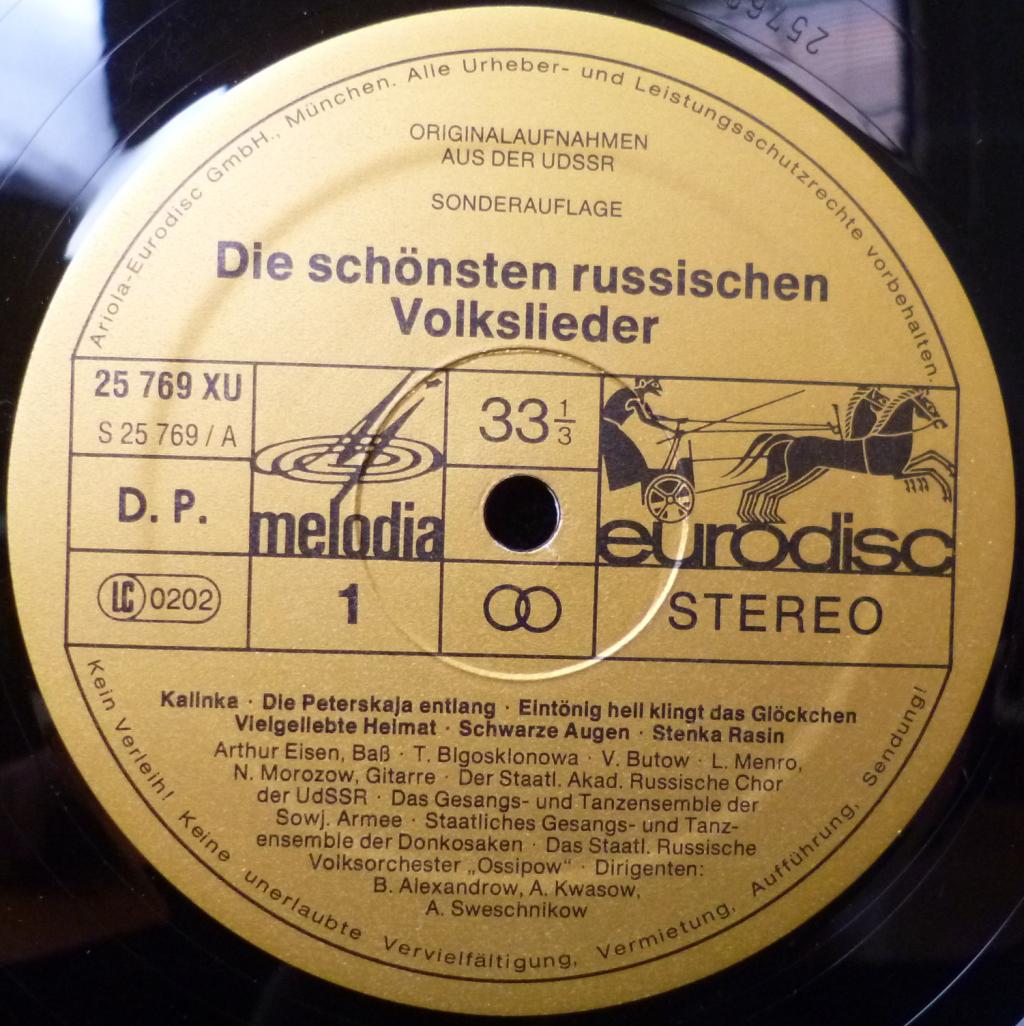 25769
Ariola-Eurodisc GmbH., München. Alle Urheber- und Leistungsschutzrechte vorbehalten.
ORIGINALAUFNAHMEN
AUS DER UDSSR
SONDERAUFLAGE
Die schönsten russischen
Volkslieder
25 769 XU
S 25 769 / A
D. P.
LC 0202
melodia
1
33 1/3
eurodisc
STEREO
Kalinka · Die Peterskaja entlang · Eintönig hell klingt das Glöckchen
Vielgeliebte Heimat · Schwarze Augen · Stenka Rasin
Arthur Eisen, Baß · T. Blgosklonowa · V. Butow · L. Menro,
N. Morozow, Gitarre · Der Staatl. Akad. Russische Chor
der UdSSR · Das Gesangs- und Tanzensemble der
Sowj. Armee · Staatliches Gesangs- und Tanz-
ensemble der Donkosaken · Das Staatl. Russische
Volksorchester „Ossipow“ · Dirigenten:
B. Alexandrow, A. Kwasow,
A. Sweschnikow
Kein Verleih! Keine unerlaubte Vervielfältigung, Vermietung, Aufführung, Sendung!